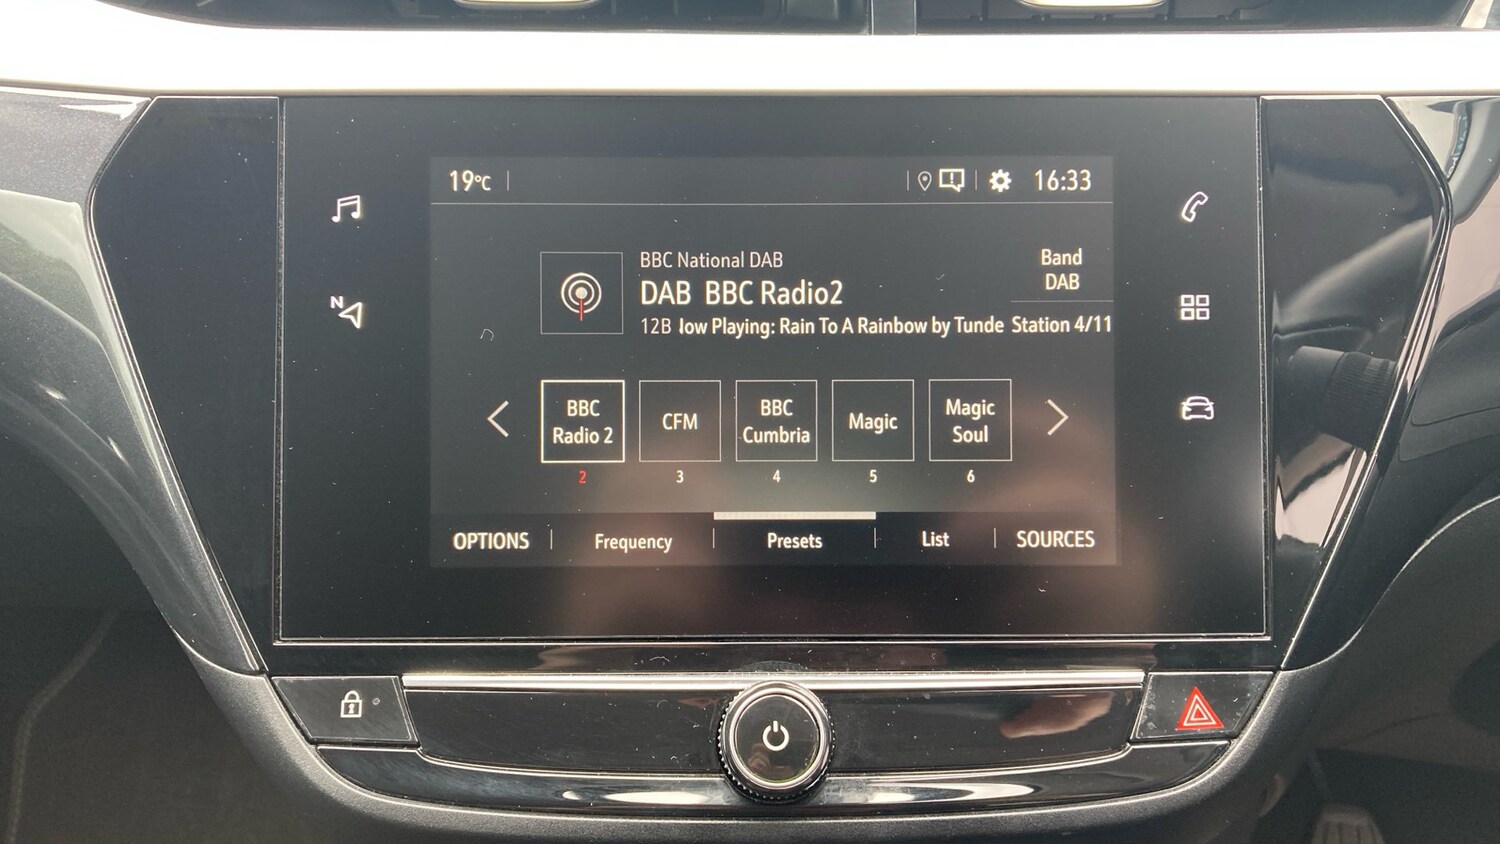 19°C
16:33
N
BBC National DAB
Band
DAB
DAB BBC Radio2
12B low Playing: Rain To A Rainbow by Tunde
Station 4/11
BBC
Radio 2
CFM
BBC
Cumbria
Magic
Magic
Soul
2
3
4
5
6
OPTIONS
Frequency
Presets
List
SOURCES